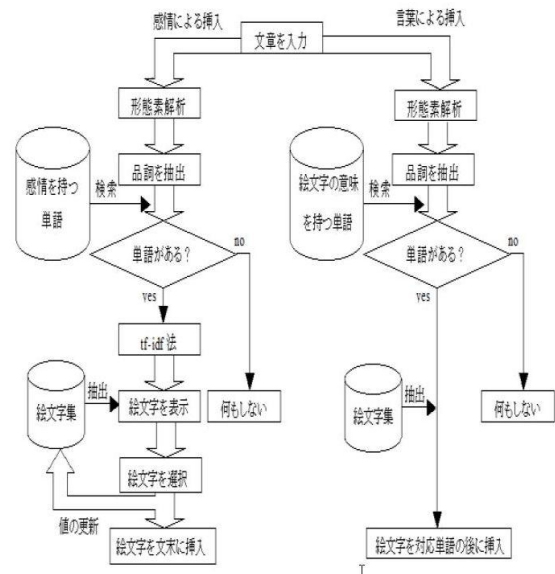 感情による挿入
言葉による挿入
文章を入力
形態素解析
形態素解析
品詞を抽出
品詞を抽出
感情を持つ
単語
検索
絵文字の意味
を持つ単語
検索
単語がある？
no
単語がある？
no
yes
yes
tf-idf 法
絵文字集
抽出
絵文字を表示
何もしない
絵文字集
抽出
何もしない
絵文字を選択
値の更新
絵文字を文末に挿入
絵文字を対応単語の後に挿入